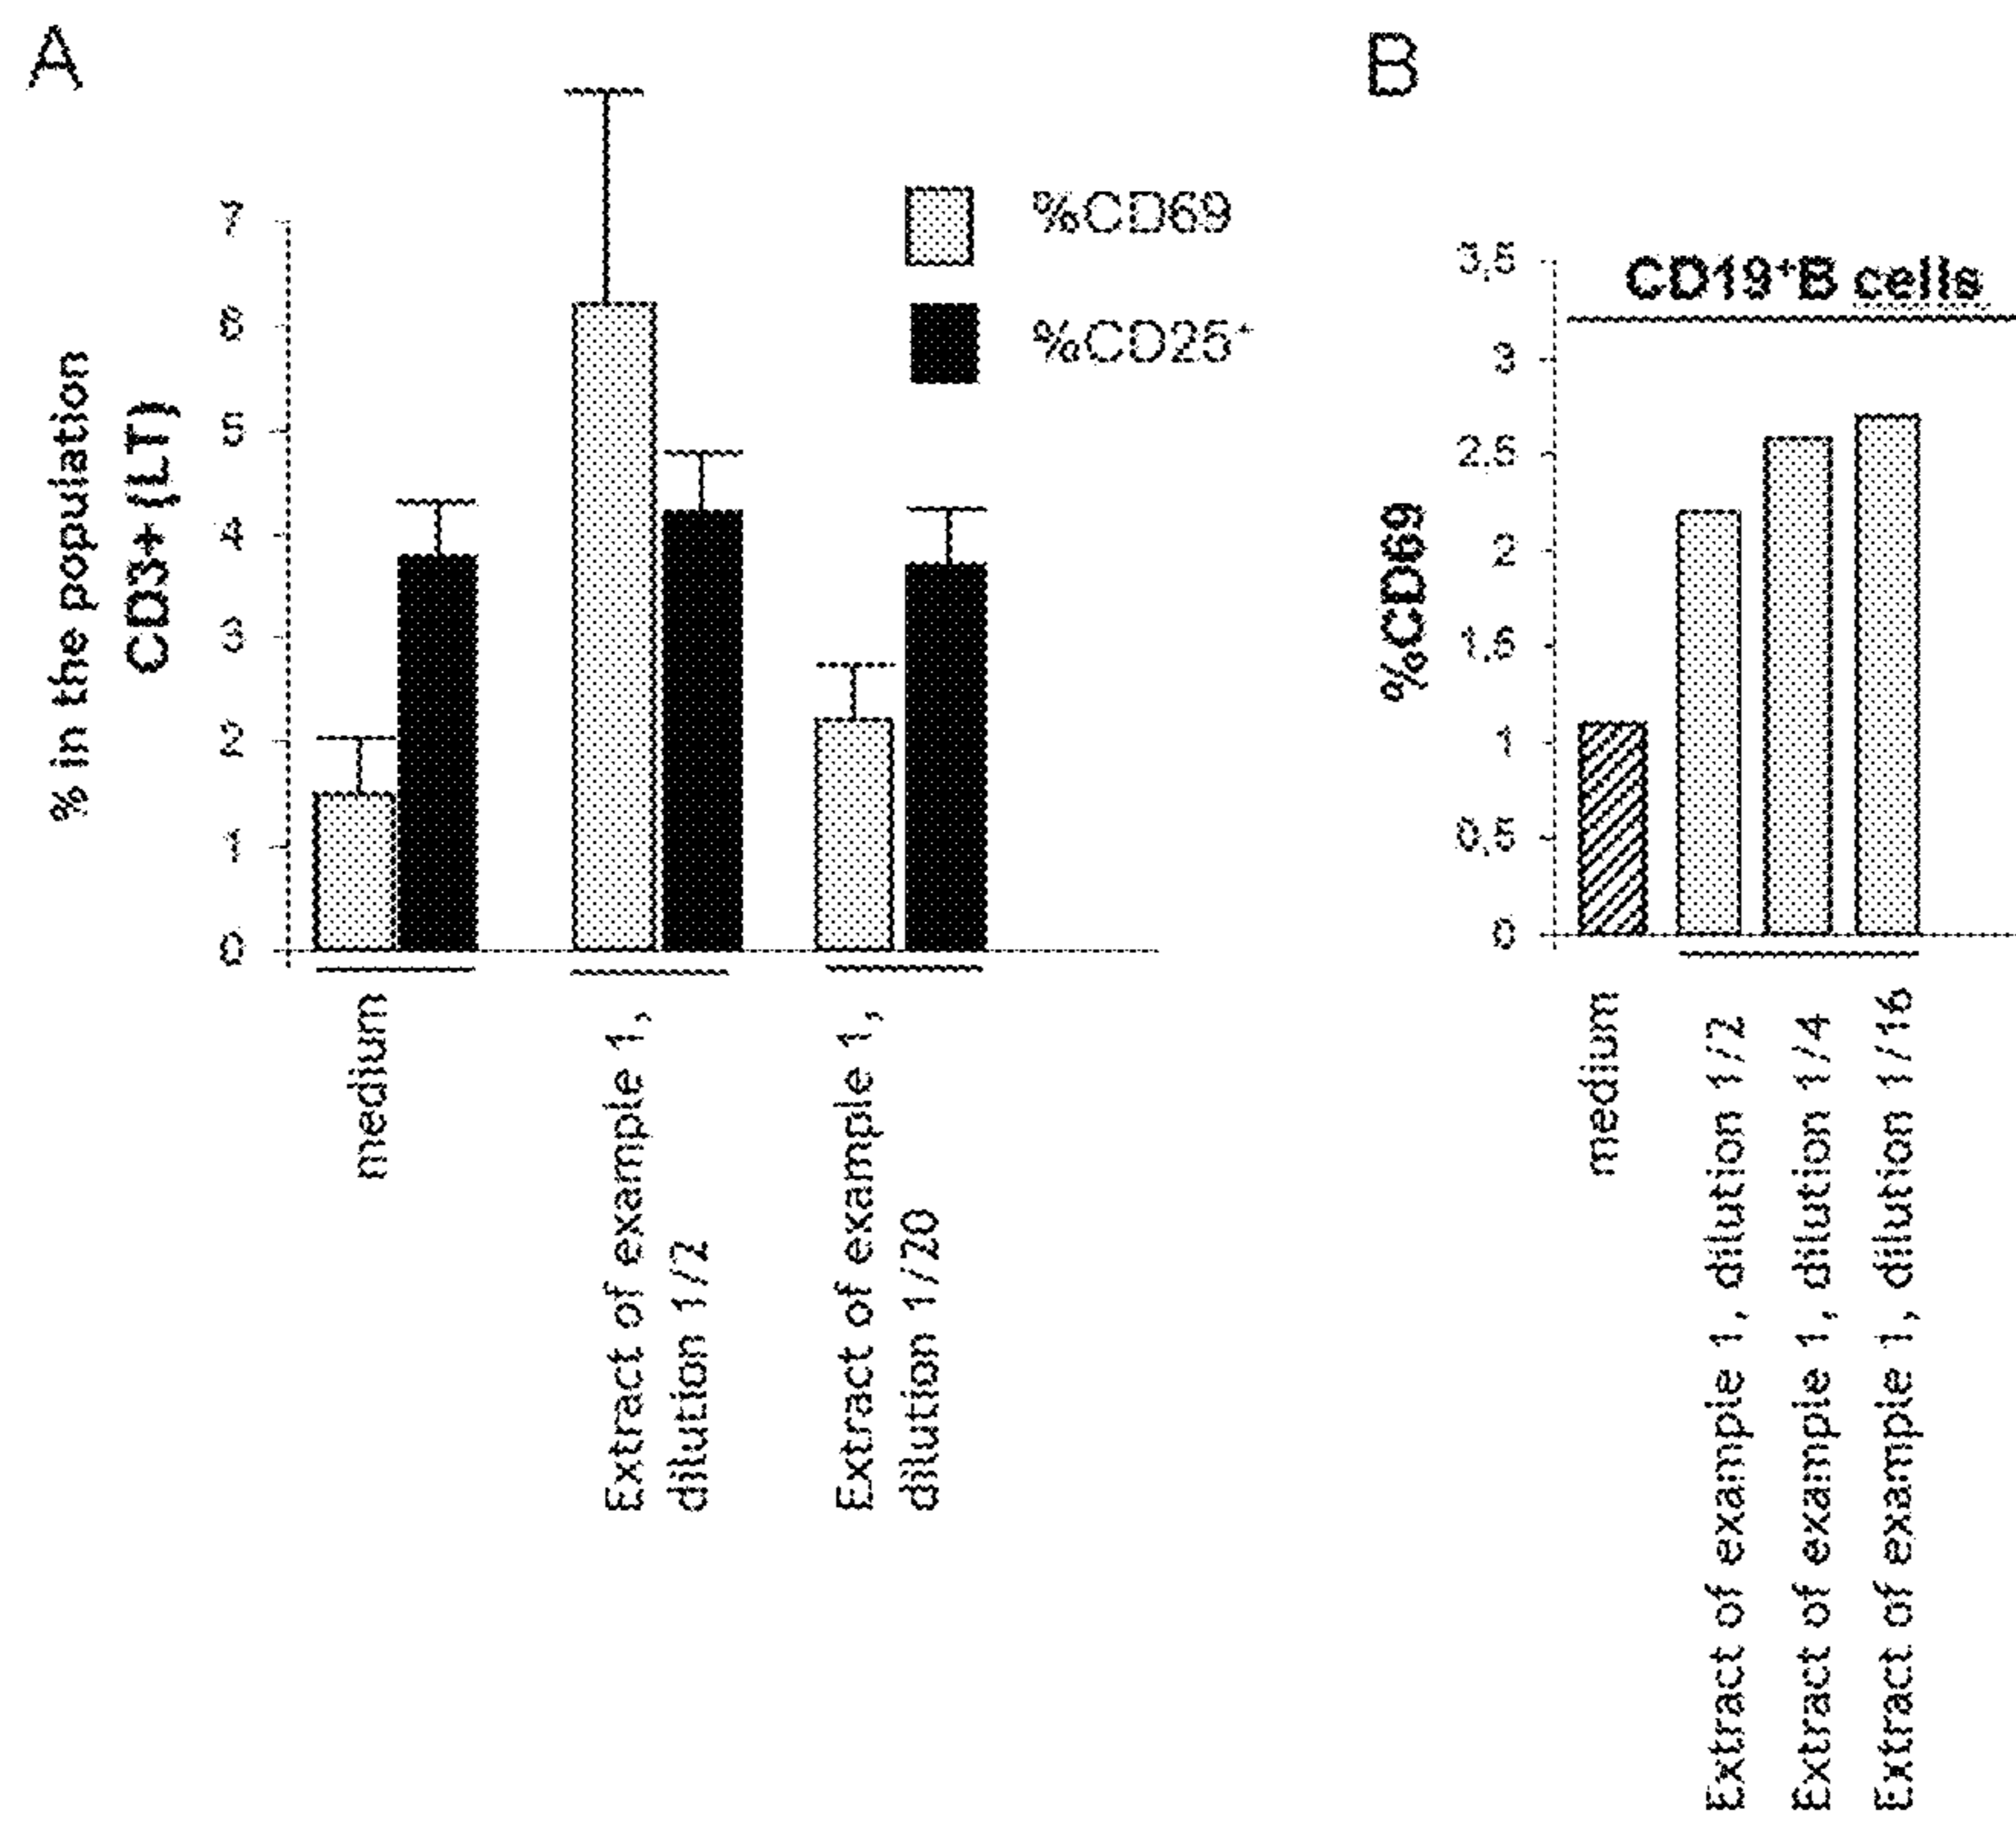 A
% in the population
CD3+ (LT)
7
6
5
4
3
2
1
0
%CD69
%CD25⁺
medium
Extract of example 1,
dilution 1/2
Extract of example 1,
dilution 1/20
B
CD19⁺B cells
%CD69
3,5
3
2,5
2
1,5
1
0,5
0
medium
Extract of example 1, dilution 1/2
Extract of example 1, dilution 1/4
Extract of example 1, dilution 1/16